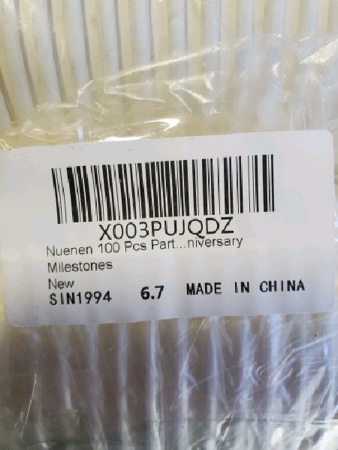 X003PUJQDZ
Nuenen 100 Pcs Part...niversary
Milestones
New
SIN1994 6.7 MADE IN CHINA